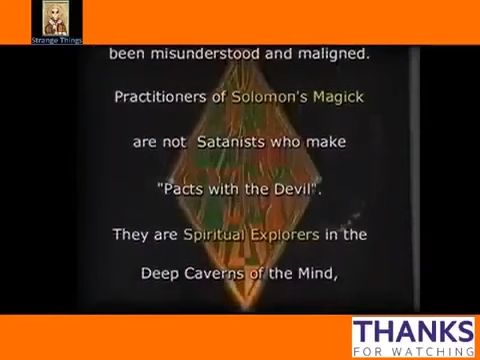 Strange Things
been misunderstood and maligned.
Practitioners of Solomon's Magick
are not Satanists who make
"Pacts with the Devil".
They are Spiritual Explorers in the
Deep Caverns of the Mind,
THANKS
FOR WATCHING